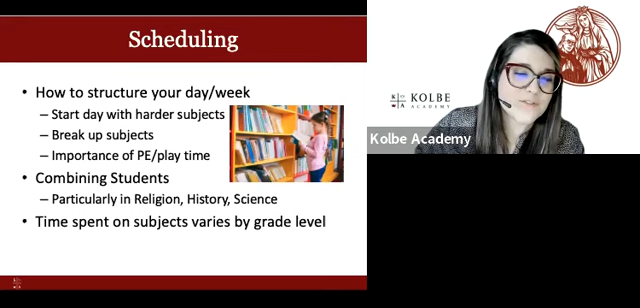 Scheduling
• How to structure your day/week
– Start day with harder subjects
– Break up subjects
– Importance of PE/play time
• Combining Students
– Particularly in Religion, History, Science
• Time spent on subjects varies by grade level
KOLBE
ACADEMY
Kolbe Academy